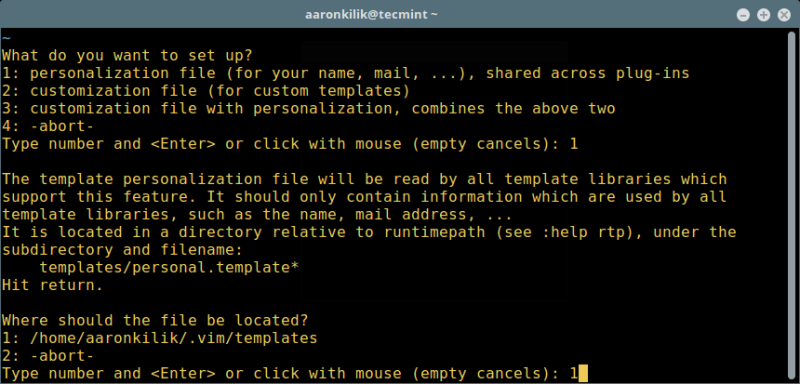 aaronkilik@tecmint ~
~
What do you want to set up?
1: personalization file (for your name, mail, ...), shared across plug-ins
2: customization file (for custom templates)
3: customization file with personalization, combines the above two
4: -abort-
Type number and <Enter> or click with mouse (empty cancels): 1
The template personalization file will be read by all template libraries which
support this feature. It should only contain information which are used by all
template libraries, such as the name, mail address, ...
It is located in a directory relative to runtimepath (see :help rtp), under the
subdirectory and filename:
    templates/personal.template*
Hit return.
Where should the file be located?
1: /home/aaronkilik/.vim/templates
2: -abort-
Type number and <Enter> or click with mouse (empty cancels): 1